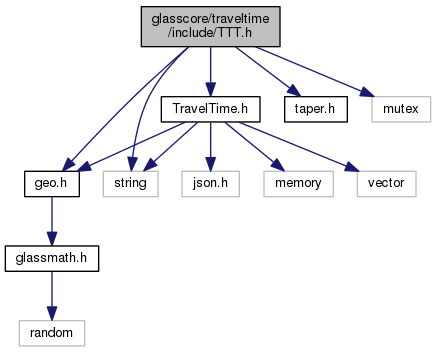 glasscore/traveltime
/include/TTT.h
TravelTime.h
taper.h
mutex
geo.h
string
json.h
memory
vector
glassmath.h
random